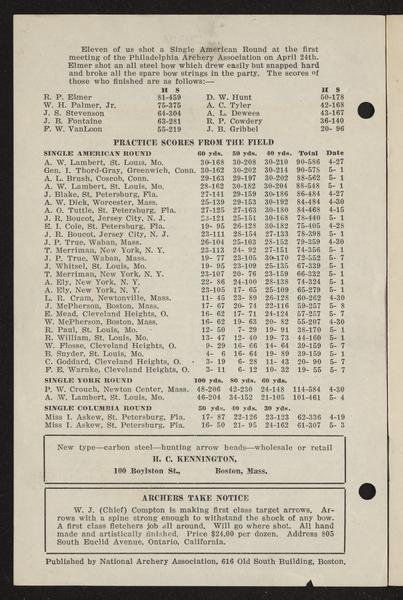 Eleven of us shot a Single American Round at the first
meeting of the Philadelphia Archery Association on April 24th.
Elmer shot an all steel bow which drew easily but snapped hard
and broke all the spare bow strings in the party. The scores of
those who finished are as follows:—
H S H S
R. P. Elmer 81-459 D. W. Hunt 50-178
W. H. Palmer, Jr. 75-375 A. C. Tyler 42-168
J. S. Stevenson 64-304 A. L. Dewees 43-167
J. B. Fontaine 63-281 R. P. Cowdery 36-140
F. W. VanLoon 55-219 J. B. Gribbel 20- 96
PRACTICE SCORES FROM THE FIELD
SINGLE AMERICAN ROUND 60 yds. 50 yds. 40 yds. Total Date
A. W. Lambert, St. Louis, Mo. 30-168 30-208 30-210 90-586 4-27
Gen. I. Thord-Gray, Greenwich, Conn. 30-162 30-202 30-214 90-578 5- 1
A. L. Brush, Coscob, Conn. 29-163 29-197 30-202 88-562 5- 1
A. W. Lambert, St. Louis, Mo. 28-162 30-182 30-204 88-548 5- 1
J. Blake, St. Petersburg, Fla. 27-141 29-159 30-186 86-484 4-27
A. W. Dick, Worcester, Mass. 25-139 29-153 30-192 84-484 4-30
A. O. Tuttle, St. Petersburg, Fla. 27-125 27-163 30-180 84-468 4-15
J. R. Boucot, Jersey City, N. J. 23-121 25-151 30-168 78-440 5- 1
E. I. Cole, St. Petersburg, Fla. 19- 95 26-128 30-182 75-405 4-28
J. R. Boucot, Jersey City, N. J. 23-111 28-154 27-133 78-398 5- 1
J. P. True, Waban, Mass. 26-104 25-103 28-152 79-359 4-30
T. Merriman, New York, N. Y. 23-113 24- 92 27-151 74-356 5- 1
J. P. True, Waban, Mass. 19- 77 23-105 30-170 72-552 5- 7
J. Whitsel, St. Louis, Mo. 19- 95 23-109 25-135 67-339 5- 1
T. Merriman, New York, N. Y. 23-107 20- 76 23-159 66-332 5- 1
A. Ely, New York, N. Y. 22- 86 24-100 28-138 74-324 5- 1
A. Ely, New York, N. Y. 23-105 17- 65 25-109 65-279 5- 1
L. R. Cram, Newtonville, Mass. 11- 45 23- 89 26-128 60-262 4-30
J. McPherson, Boston, Mass. 17- 67 20- 74 22-116 59-257 5- 8
E. Mead, Cleveland Heights, O. 16- 62 17- 71 24-124 57-257 5- 7
W. McPherson, Boston, Mass. 16- 62 19- 63 20- 82 55-207 4-30
R. Paul, St. Louis, Mo. 12- 50 7- 29 19- 91 38-170 5- 1
R. William, St. Louis, Mo. 13- 47 12- 40 19- 73 44-160 5- 1
W. Flosse, Cleveland Heights, O. 9- 29 16- 66 14- 64 39-159 5- 7
B. Snyder, St. Louis, Mo. 4- 6 16- 64 19- 89 39-159 5- 1
C. Goddard, Cleveland Heights, O. 3- 19 6- 28 11- 43 20- 90 5- 7
F. E. Warnke, Cleveland Heights, O. 3- 11 6- 12 10- 32 19- 55 5- 7
SINGLE YORK ROUND 100 yds. 80 yds. 60 yds.
P. W. Crouch, Newton Center, Mass. 48-206 42-230 24-148 114-584 4-30
A. W. Lambert, St. Louis, Mo. 46-204 34-152 21-105 101-461 5- 4
SINGLE COLUMBIA ROUND 50 yds. 40 yds. 30 yds.
Miss I. Askew, St. Petersburg, Fla. 17- 87 22-126 23-123 62-336 4-19
Miss I. Askew, St. Petersburg, Fla. 16- 50 21- 95 24-162 61-307 5- 3
New type—carbon steel—hunting arrow heads—wholesale or retail
H. C. KENNINGTON,
100 Boylston St., Boston, Mass.
ARCHERS TAKE NOTICE
W. J. (Chief) Compton is making first class target arrows. Ar-
rows with a spine strong enough to withstand the shock of any bow.
A first class fletchers job all around. Will go where shot. All hand
made and artistically finished. Price $24.00 per dozen. Address 805
South Euclid Avenue, Ontario, California.
Published by National Archery Association, 616 Old South Building, Boston.